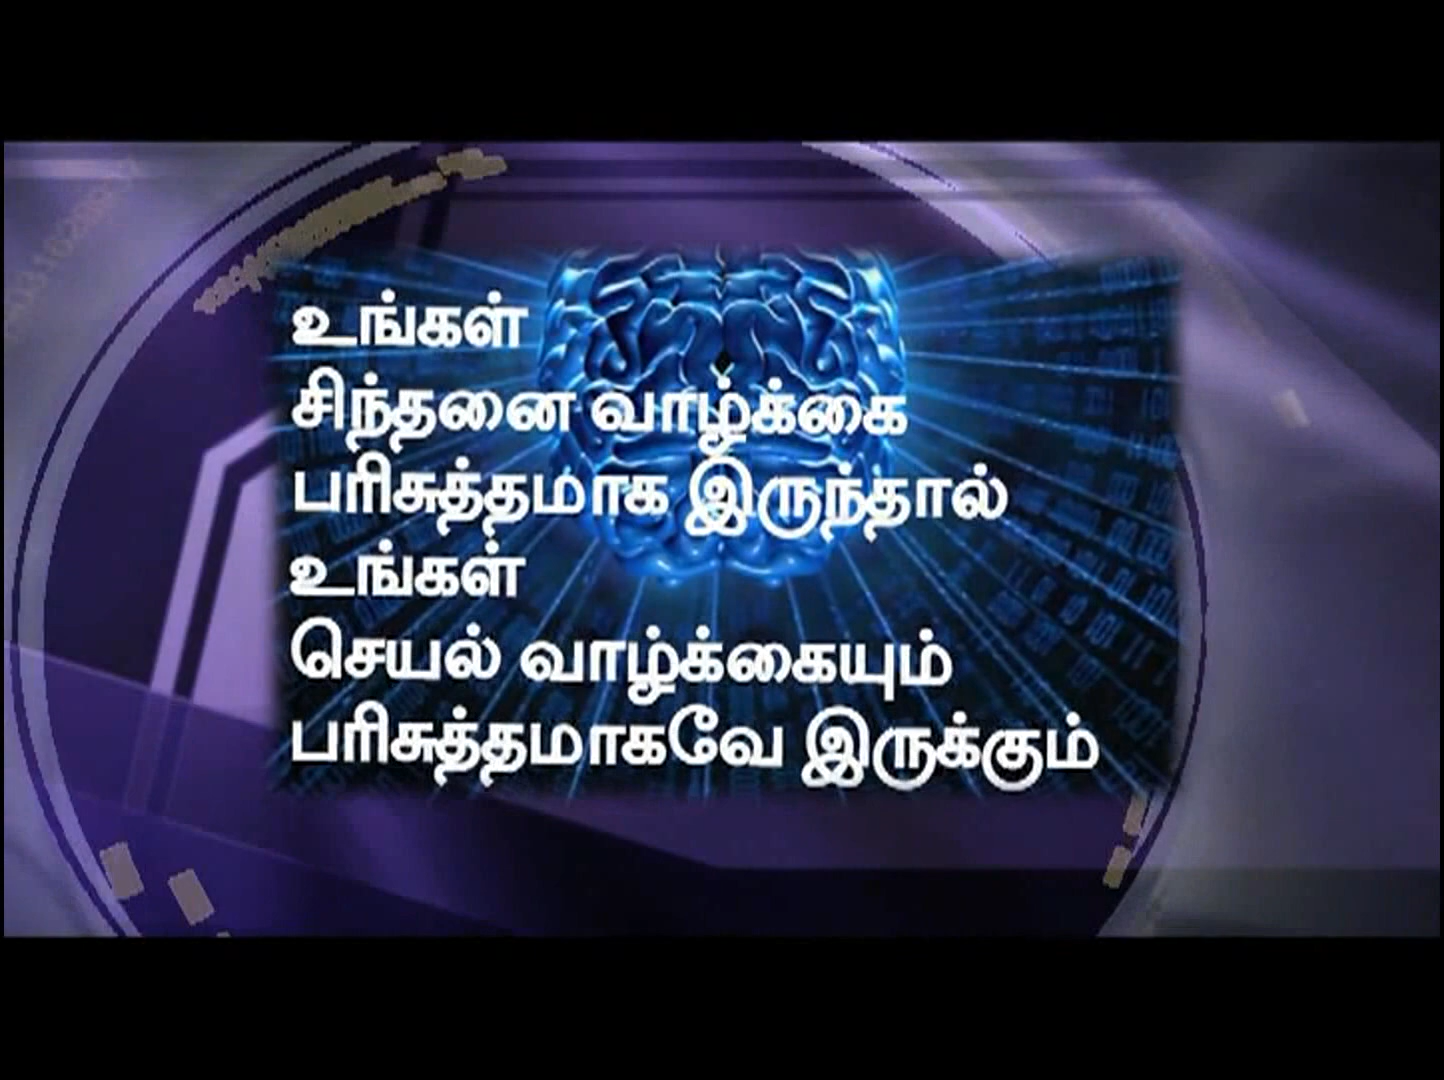 உங்கள்
சிந்தனை வாழ்க்கை
பரிசுத்தமாக இருந்தால்
உங்கள்
செயல் வாழ்க்கையும்
பரிசுத்தமாகவே இருக்கும்